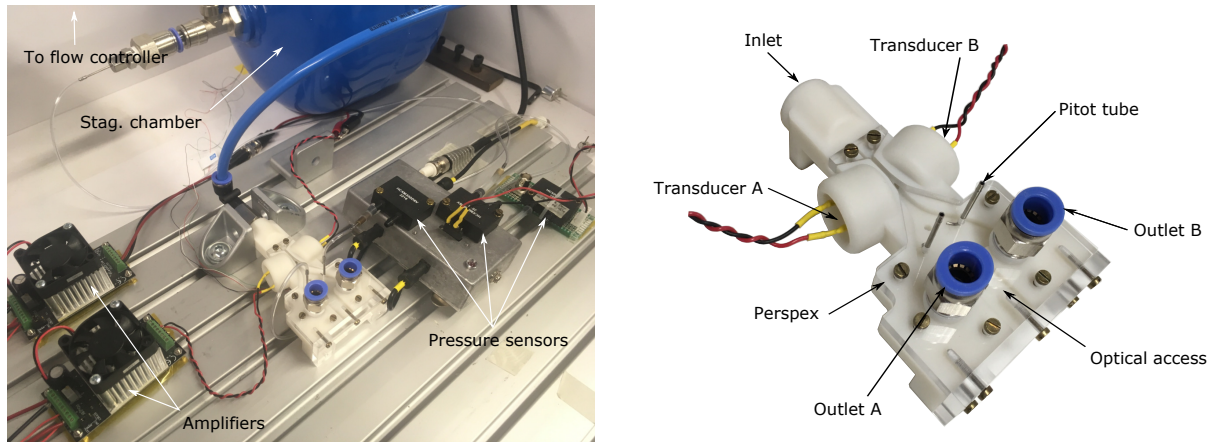 To flow controller
Stag. chamber
Pressure sensors
Amplifiers
Inlet
Transducer B
Pitot tube
Transducer A
Outlet B
Perspex
Optical access
Outlet A